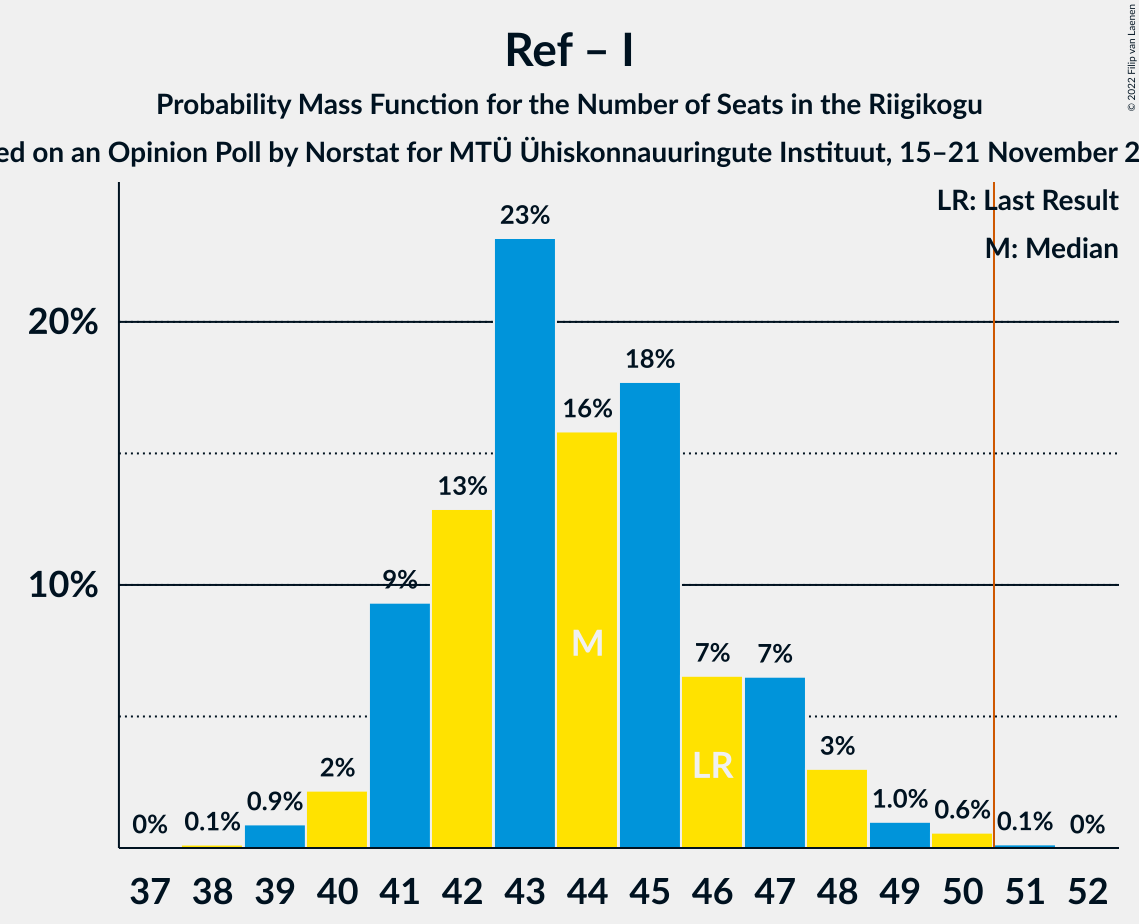 Ref – I
Probability Mass Function for the Number of Seats in the Riigikogu
ed on an Opinion Poll by Norstat for MTÜ Ühiskonnauuringute Instituut, 15–21 November 2
© 2022 Filip van Laenen
LR: Last Result
M: Median
20%
10%
0%
0.1%
0.9%
2%
9%
13%
23%
16%
18%
7%
7%
3%
1.0%
0.6%
0.1%
0%
M
LR
37 38 39 40 41 42 43 44 45 46 47 48 49 50 51 52